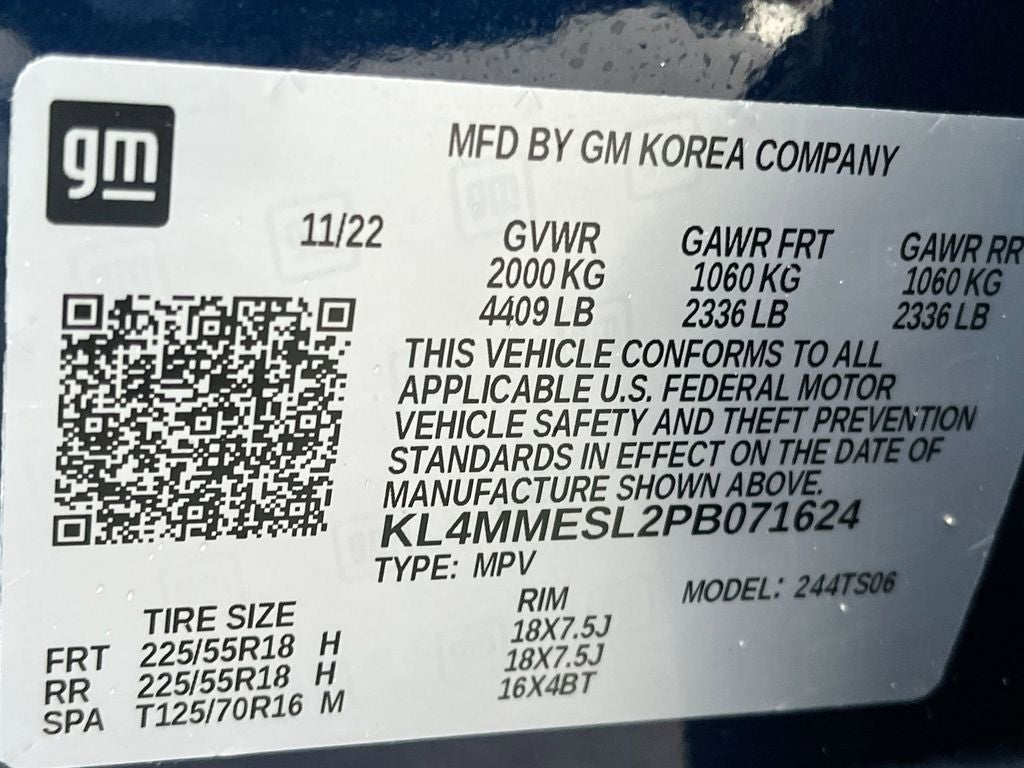 gm
MFD BY GM KOREA COMPANY
11/22 GVWR GAWR FRT GAWR RR
2000 KG 1060 KG 1060 KG
4409 LB 2336 LB 2336 LB
THIS VEHICLE CONFORMS TO ALL
APPLICABLE U.S. FEDERAL MOTOR
VEHICLE SAFETY AND THEFT PREVENTION
STANDARDS IN EFFECT ON THE DATE OF
MANUFACTURE SHOWN ABOVE.
KL4MMESL2PB071624
TYPE: MPV MODEL: 244TS06
TIRE SIZE RIM
FRT 225/55R18 H 18X7.5J
RR 225/55R18 H 18X7.5J
SPA T125/70R16 M 16X4BT